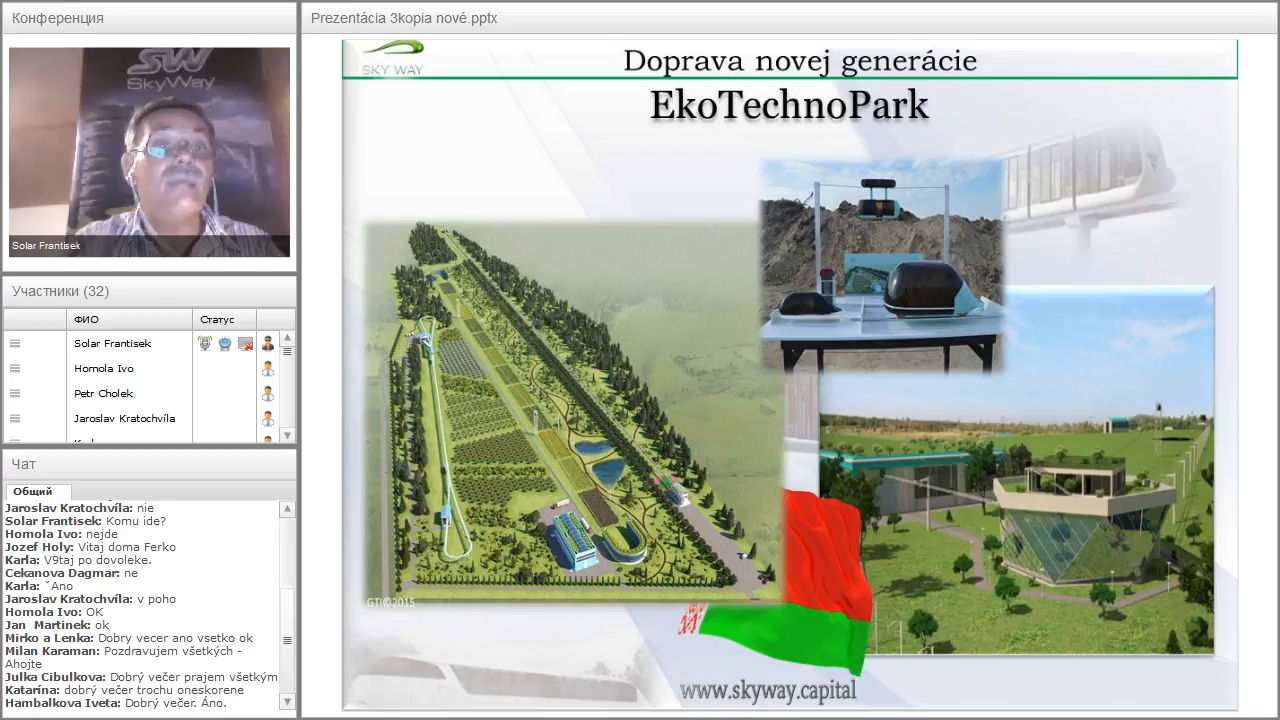 Конференция
SW
SkyWay
Solar Frantisek
Участники (32)
ФИО
Статус
Solar Frantisek
Homola Ivo
Petr Cholek
Jaroslav Kratochvíla
Чат
Общий
Jaroslav Kratochvíla: nie
Solar Frantisek: Komu ide?
Homola Ivo: nejde
Jozef Holy: Vitaj doma Ferko
Karla: V9taj po dovoleke.
Cekanova Dagmar: ne
Karla: ˇAno
Jaroslav Kratochvíla: v poho
Homola Ivo: OK
Jan Martinek: ok
Mirko a Lenka: Dobry vecer ano vsetko ok
Milan Karaman: Pozdravujem všetkých -
Ahojte
Julka Cibulkova: Dobrý večer prajem všetkým
Katarína: dobrý večer trochu oneskorene
Hambalkova Iveta: Dobrý večer. Áno.
Prezentácia 3kopia nové.pptx
SKY WAY
Doprava novej generácie
EkoTechnoPark
GTI©2015
www.skyway.capital